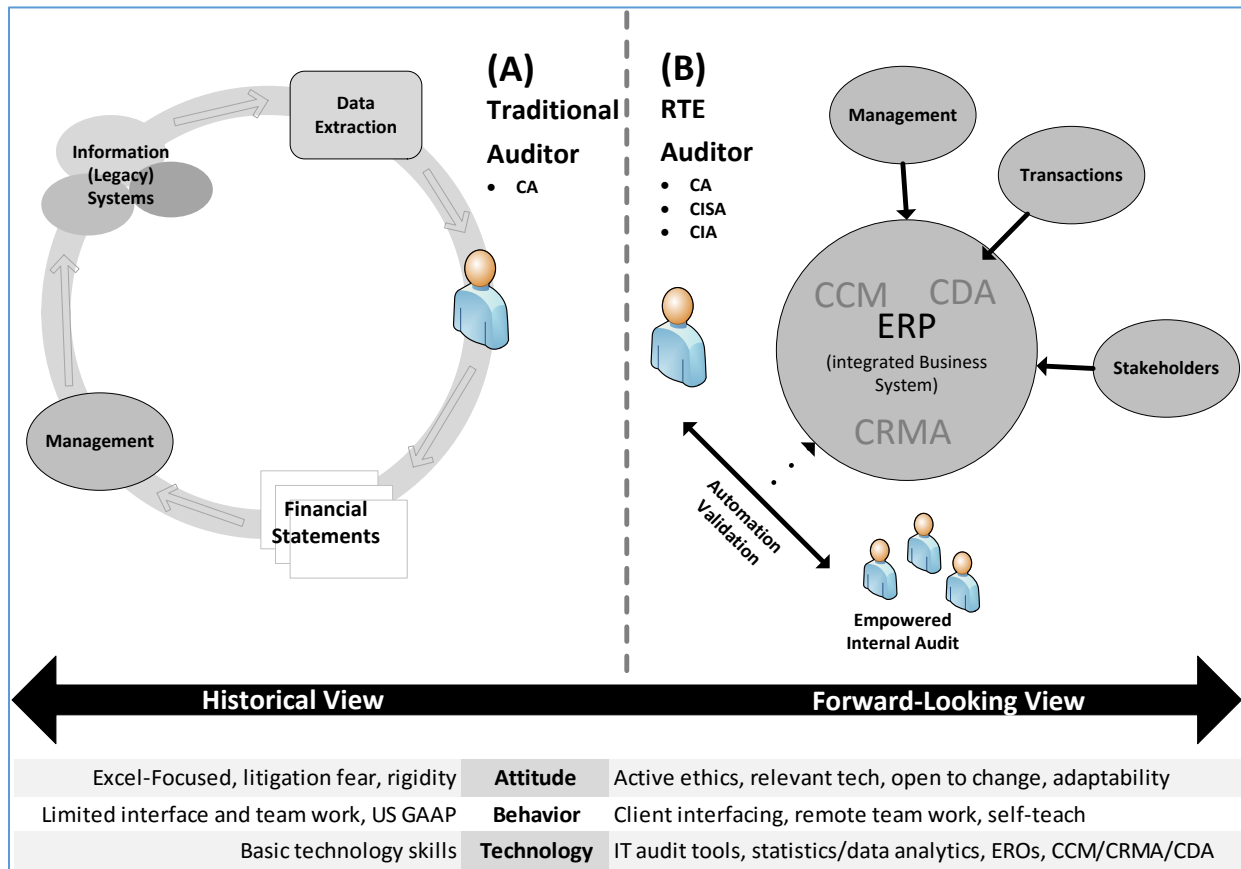 (A)
Traditional
Auditor
• CA
Data
Extraction
Information
(Legacy)
Systems
Management
Financial
Statements
(B)
RTE
Auditor
• CA
• CISA
• CIA
Management
Transactions
Stakeholders
CCM CDA
ERP
(integrated Business
System)
CRMA
Automation
Validation
Empowered
Internal Audit
Historical View
Forward-Looking View
Excel-Focused, litigation fear, rigidity Attitude Active ethics, relevant tech, open to change, adaptability
Limited interface and team work, US GAAP Behavior Client interfacing, remote team work, self-teach
Basic technology skills Technology IT audit tools, statistics/data analytics, EROs, CCM/CRMA/CDA